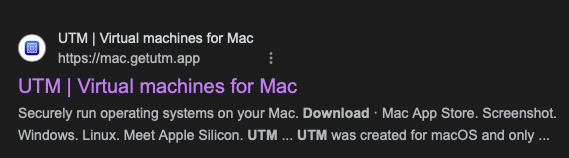 UTM | Virtual machines for Mac
https://mac.getutm.app
UTM | Virtual machines for Mac
Securely run operating systems on your Mac. Download · Mac App Store. Screenshot.
Windows. Linux. Meet Apple Silicon. UTM ... UTM was created for macOS and only ...